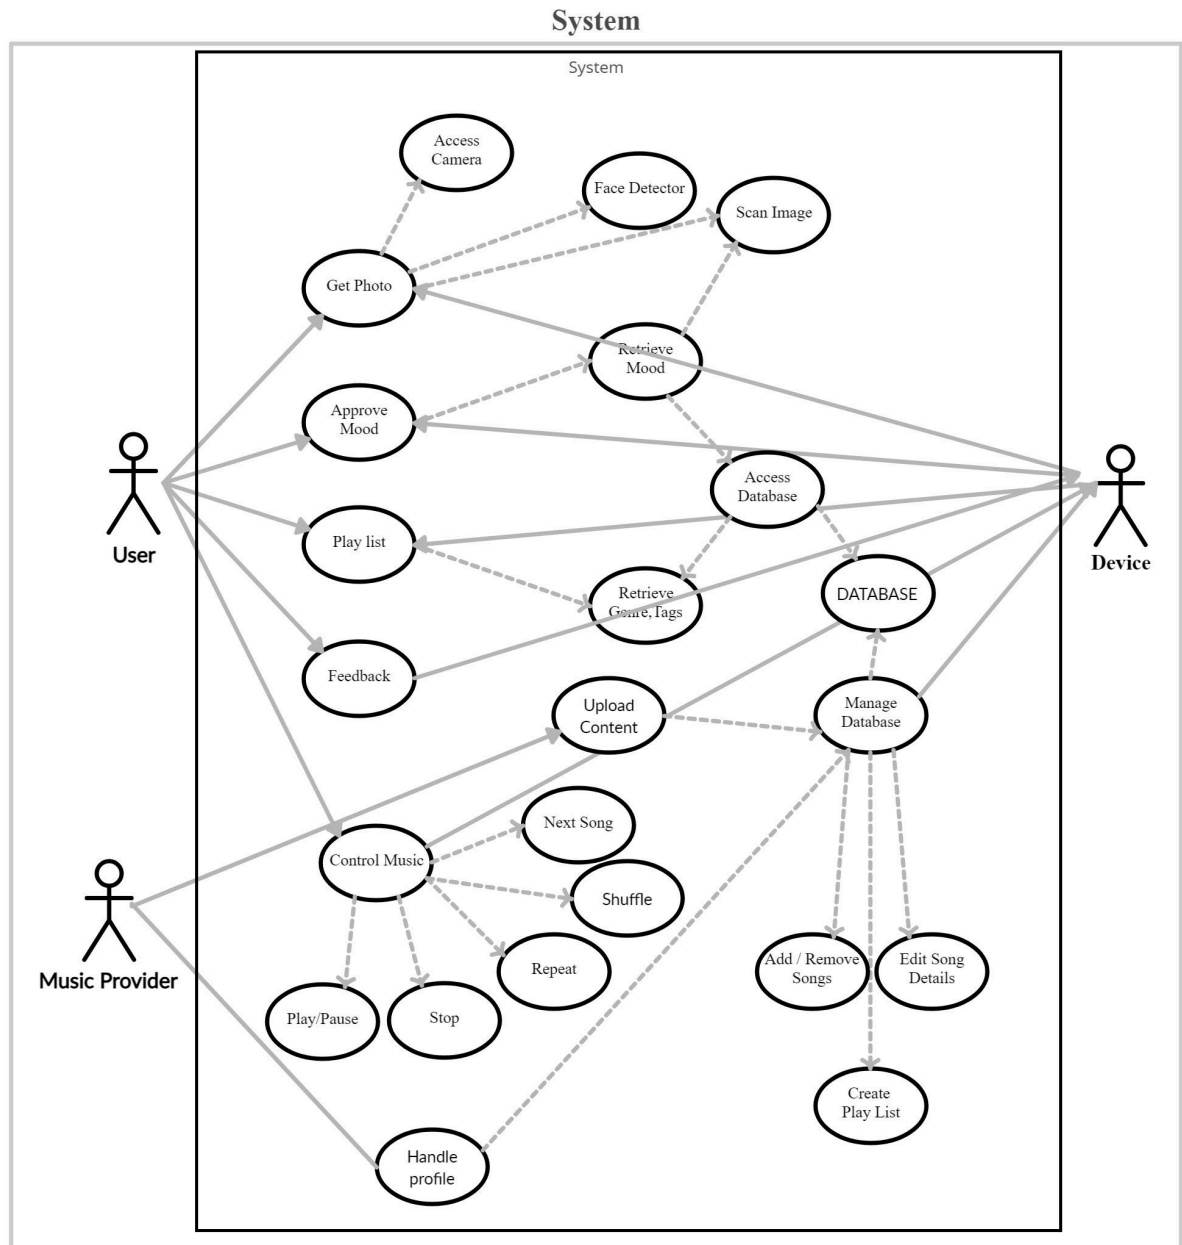 System
System
Access
Camera
Face Detector
Scan Image
Get Photo
Retrieve
Mood
Approve
Mood
Access
Database
User
Device
Play list
Retrieve
Genre,Tags
DATABASE
Feedback
Upload
Content
Manage
Database
Next Song
Control Music
Shuffle
Music Provider
Repeat
Add / Remove
Songs
Edit Song
Details
Play/Pause
Stop
Create
Play List
Handle
profile